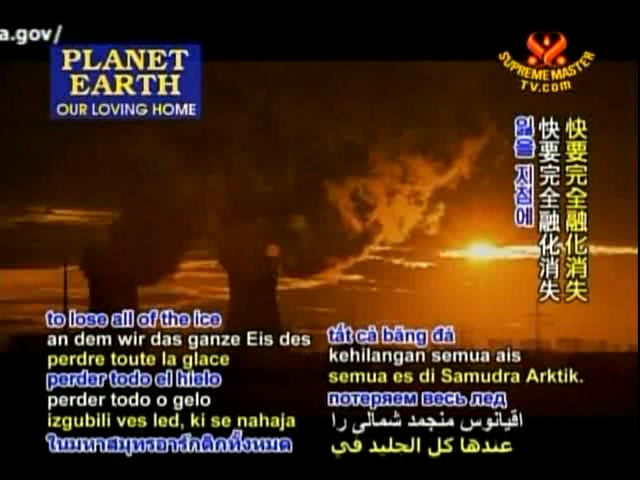 a.gov/
PLANET
EARTH
OUR LOVING HOME
SUPREME MASTER
TV.com
快要完全融化消失
快要完全融化消失
잃을
to lose all of the ice
an dem wir das ganze Eis des
perdre toute la glace
perder todo el hielo
perder todo o gelo
izgubili ves led, ki se nahaja
ในมหาสมุทรอาร์กติกทั้งหมด
tất cả băng đá
kehilangan semua ais
semua es di Samudra Arktik.
потеряем весь лёд
اقیانوس منجمد شمالی را
عندها كل الجليد في